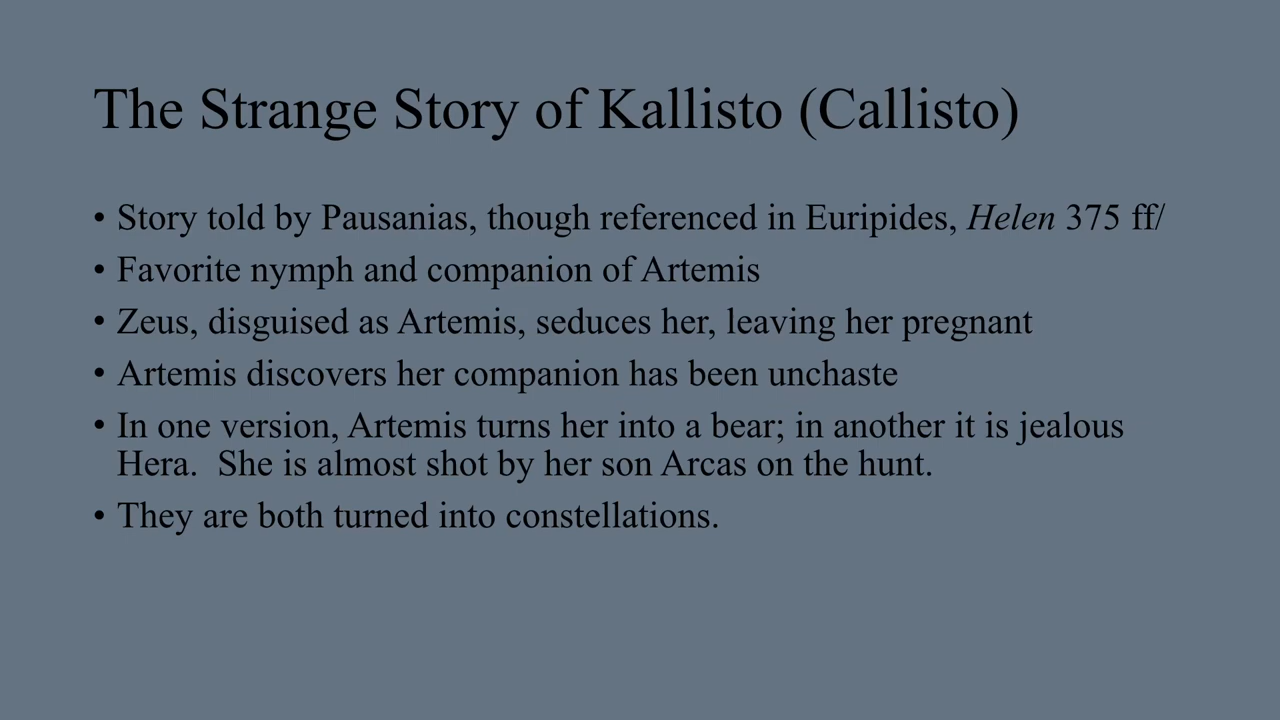 The Strange Story of Kallisto (Callisto)
• Story told by Pausanias, though referenced in Euripides, Helen 375 ff/
• Favorite nymph and companion of Artemis
• Zeus, disguised as Artemis, seduces her, leaving her pregnant
• Artemis discovers her companion has been unchaste
• In one version, Artemis turns her into a bear; in another it is jealous
Hera.  She is almost shot by her son Arcas on the hunt.
• They are both turned into constellations.